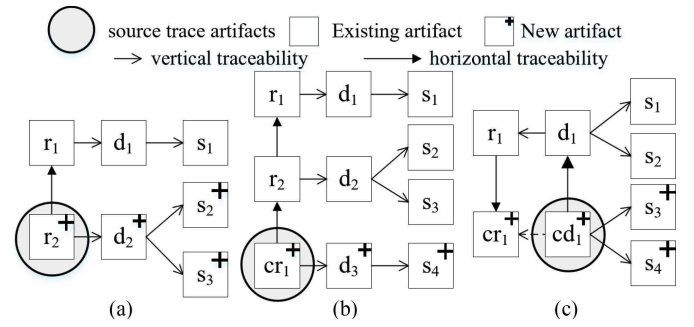 source trace artifacts Existing artifact + New artifact
vertical traceability horizontal traceability
r₁ d₁ s₁
r₂ + d₂ + s₂ +
s₃ +
(a)
r₁ d₁ s₁
r₂ d₂ s₂
s₃
cr₁ + d₃ + s₄ +
(b)
r₁ d₁ s₁
s₂
cr₁ + cd₁ + s₃ +
s₄ +
(c)